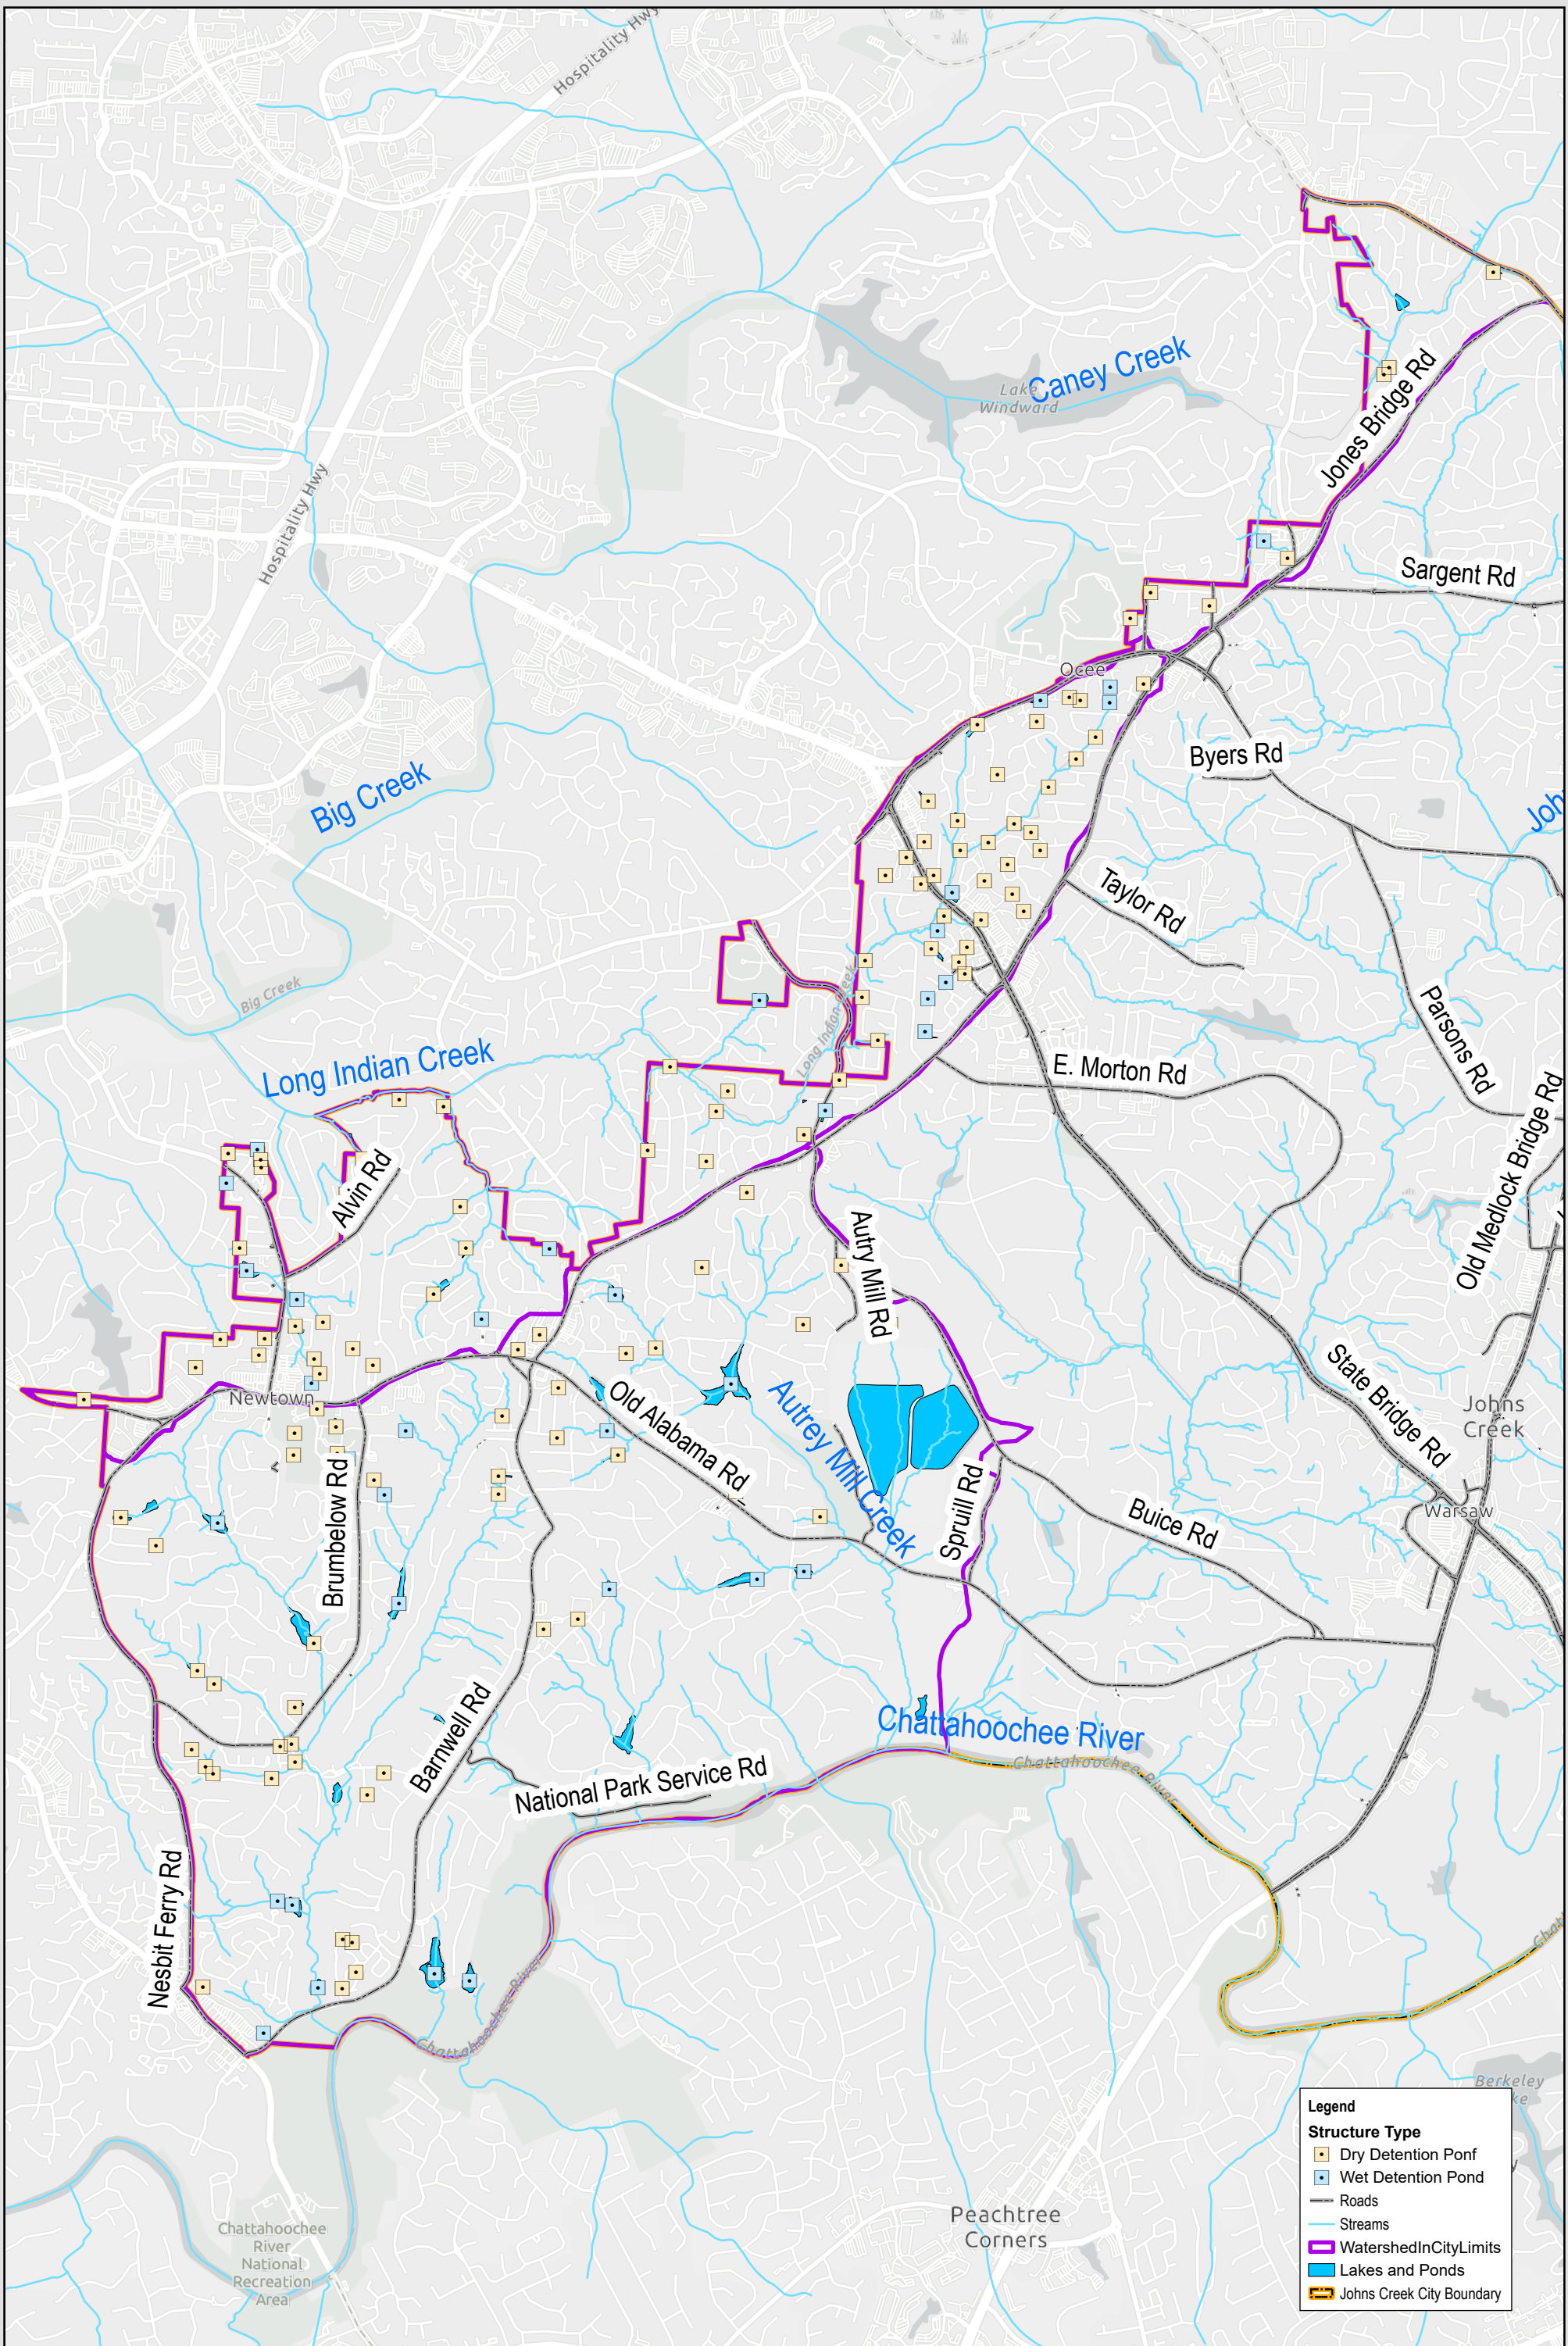 Hospitality Hwy
Caney Creek
Lake
Windward
Jones Bridge Rd
Hospitality Hwy
Sargent Rd
Ocee
Byers Rd
Big Creek
Joh
Taylor Rd
Big Creek
Long Indian Creek
Parsons Rd
Long Indian Creek
E. Morton Rd
Old Medlock Bridge Rd
Alvin Rd
Autry Mill Rd
Newtown
Old Alabama Rd
Autrey Mill Creek
State Bridge Rd
Johns
Creek
Spruill Rd
Buice Rd
Warsaw
Brumbelow Rd
Barnwell Rd
Chattahoochee River
Chattahoochee River
National Park Service Rd
Nesbit Ferry Rd
Chatt
Chattahoochee River
Berkeley
Peachtree
Corners
Chattahoochee
River
National
Recreation
Area
Legend
Structure Type
Dry Detention Ponf
Wet Detention Pond
Roads
Streams
WatershedInCityLimits
Lakes and Ponds
Johns Creek City Boundary